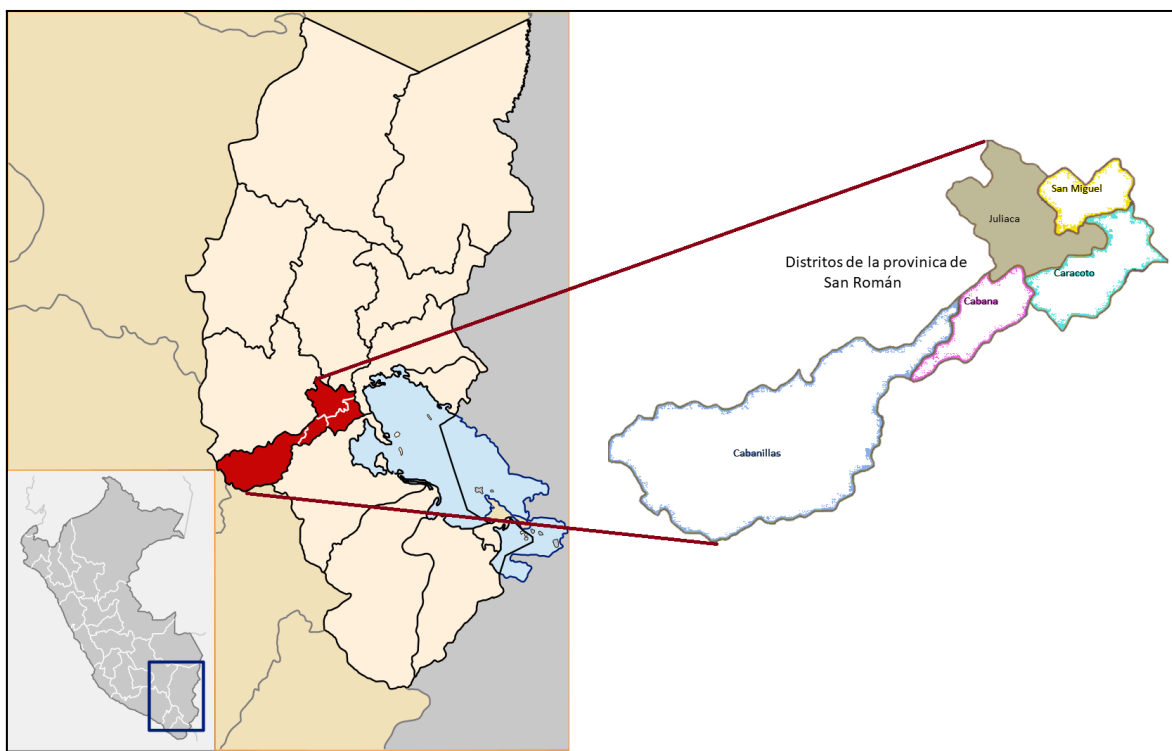 San Miguel
Juliaca
Distritos de la provinica de
San Román
Caracoto
Cabana
Cabanillas